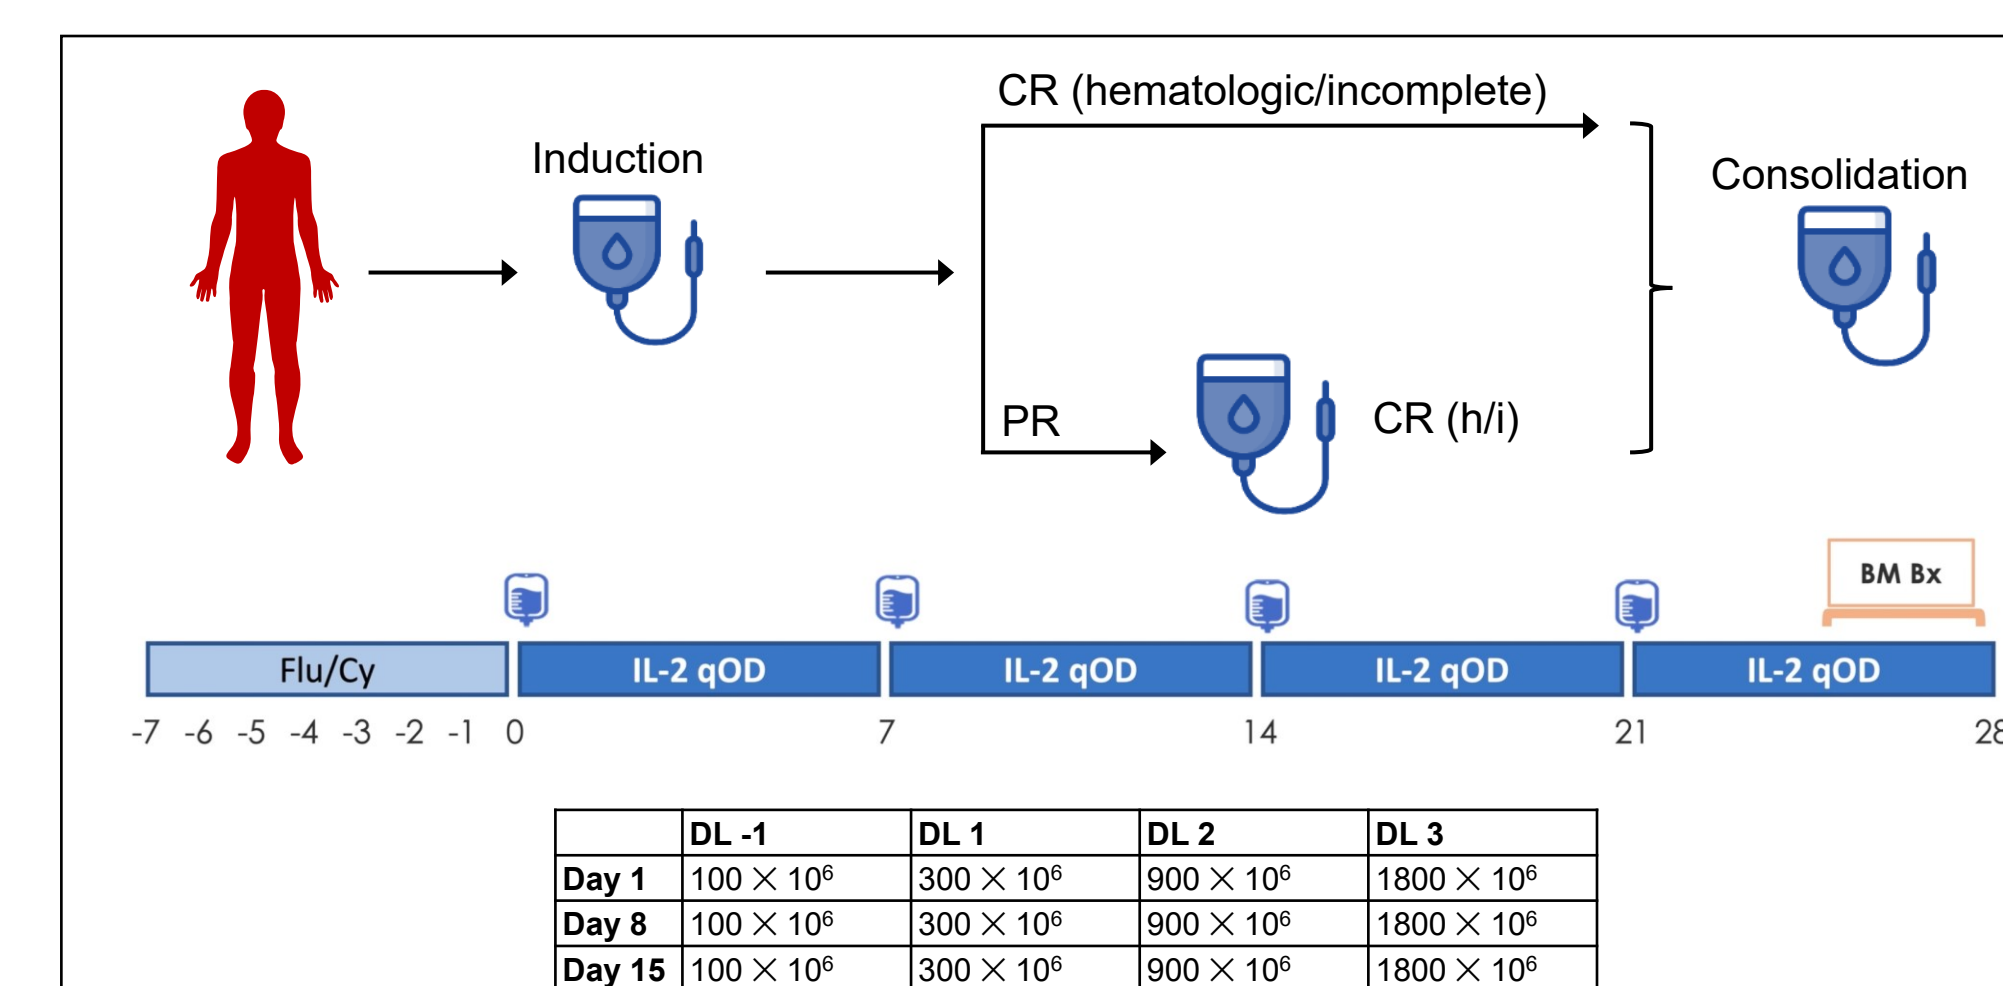 CR (hematologic/incomplete)
Induction
Consolidation
PR
CR (h/i)
BM Bx
Flu/Cy IL-2 qOD IL-2 qOD IL-2 qOD IL-2 qOD
-7 -6 -5 -4 -3 -2 -1 0 7 14 21 28
DL -1 DL 1 DL 2 DL 3
Day 1 100 × 10⁶ 300 × 10⁶ 900 × 10⁶ 1800 × 10⁶
Day 8 100 × 10⁶ 300 × 10⁶ 900 × 10⁶ 1800 × 10⁶
Day 15 100 × 10⁶ 300 × 10⁶ 900 × 10⁶ 1800 × 10⁶